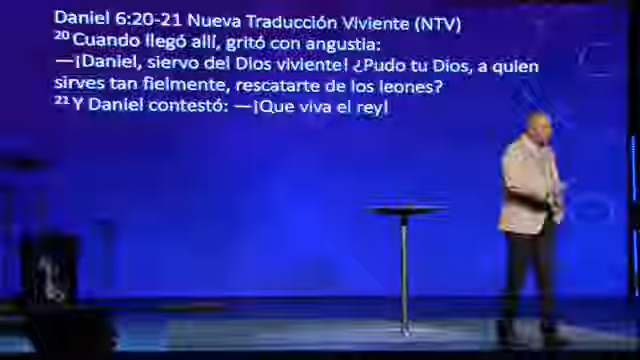 Daniel 6:20-21 Nueva Traducción Viviente (NTV)
20 Cuando llegó allí, gritó con angustia:
—¡Daniel, siervo del Dios viviente! ¿Pudo tu Dios, a quien
sirves tan fielmente, rescatarte de los leones?
21 Y Daniel contestó: —¡Que viva el rey!